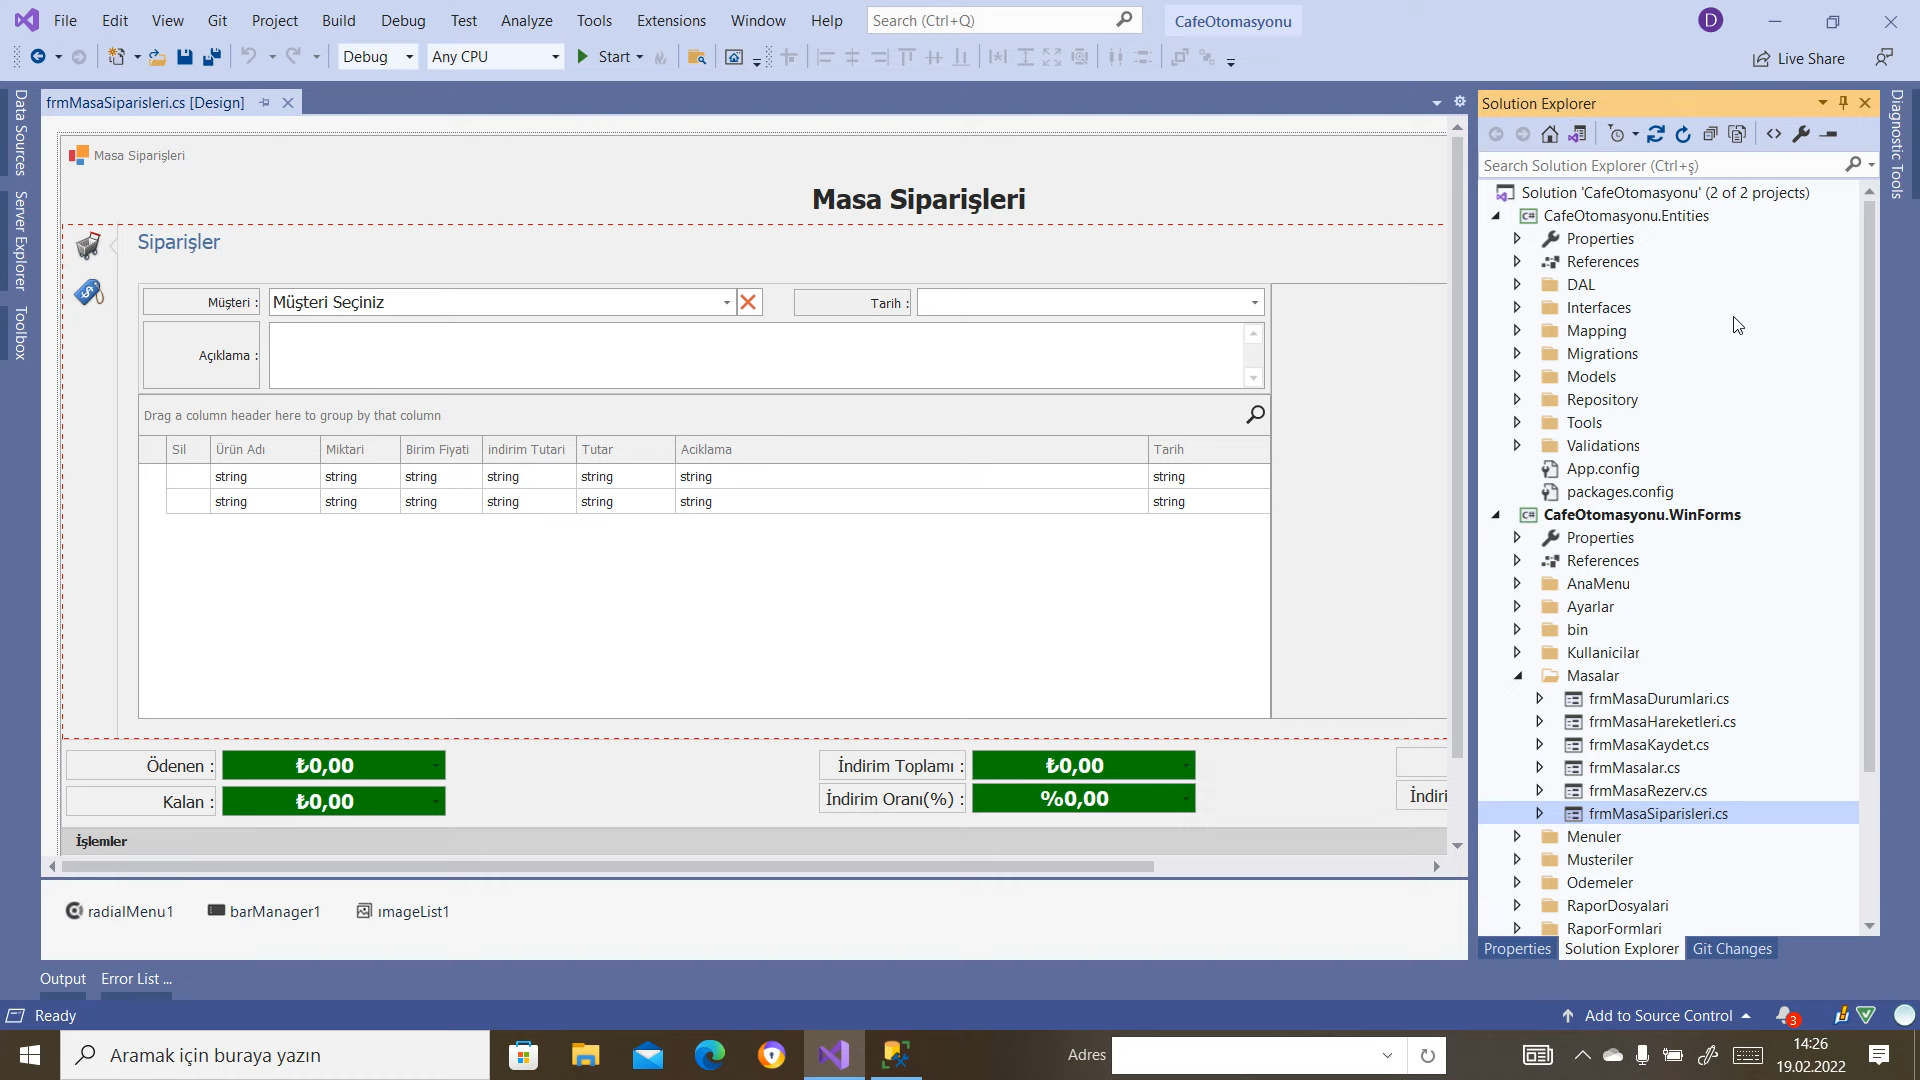 File Edit View Git Project Build Debug Test Analyze Tools Extensions Window Help Search (Ctrl+Q) CafeOtomasyonu D
Debug Any CPU Start Live Share
frmMasaSiparisleri.cs [Design]
Data Sources
Server Explorer
Toolbox
Masa Siparişleri
Masa Siparişleri
Siparişler
Müşteri : Müşteri Seçiniz Tarih :
Açıklama :
Drag a column header here to group by that column
Sil Ürün Adı Miktari Birim Fiyati indirim Tutari Tutar Aciklama Tarih
string string string string string string string
string string string string string string string
Ödenen : ₺0,00 İndirim Toplamı : ₺0,00
Kalan : ₺0,00 İndirim Oranı(%) : %0,00 İndiri
İşlemler
radialMenu1 barManager1 ımageList1
Output Error List ...
Solution Explorer
Search Solution Explorer (Ctrl+ş)
Solution 'CafeOtomasyonu' (2 of 2 projects)
CafeOtomasyonu.Entities
Properties
References
DAL
Interfaces
Mapping
Migrations
Models
Repository
Tools
Validations
App.config
packages.config
CafeOtomasyonu.WinForms
Properties
References
AnaMenu
Ayarlar
bin
Kullanicilar
Masalar
frmMasaDurumlari.cs
frmMasaHareketleri.cs
frmMasaKaydet.cs
frmMasalar.cs
frmMasaRezerv.cs
frmMasaSiparisleri.cs
Menuler
Musteriler
Odemeler
RaporDosyalari
RaporFormlari
Properties Solution Explorer Git Changes
Diagnostic Tools
Ready Add to Source Control 3
Aramak için buraya yazın Adres 14:26
19.02.2022